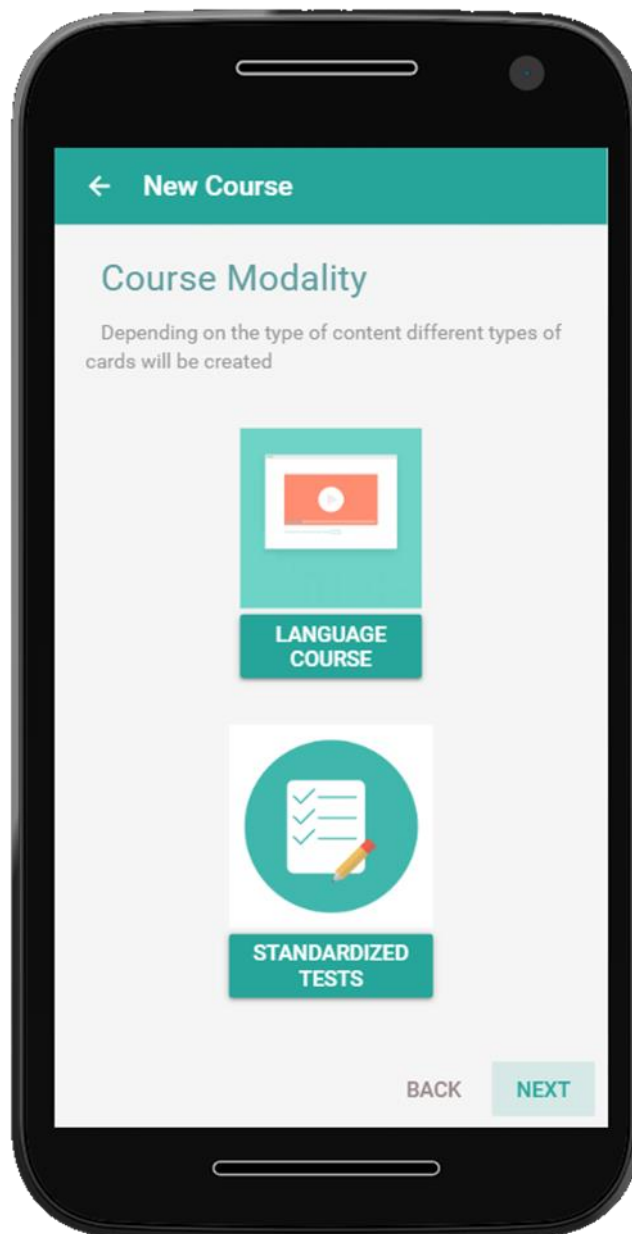 New Course
Course Modality
Depending on the type of content different types of
cards will be created
LANGUAGE
COURSE
STANDARDIZED
TESTS
BACK NEXT